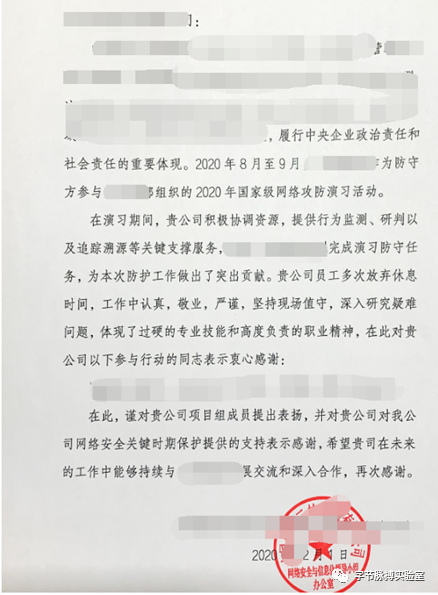 ：
，履行中央企业政治责任和
社会责任的重要体现。2020年8月至9月 作为防守
方参与 组织的2020年国家级网络攻防演习活动。
在演习期间，贵公司积极协调资源，提供行为监测、研判以
及追踪溯源等关键支撑服务， 完成演习防守任
务，为本次防护工作做出了突出贡献。贵公司员工多次放弃休息
时间，工作中认真，敬业，严谨，坚持现场值守，深入研究疑难
问题，体现了过硬的专业技能和高度负责的职业精神，在此对贵
公司以下参与行动的同志表示衷心感谢：
在此，谨对贵公司项目组成员提出表扬，并对贵公司对我公
司网络安全关键时期保护提供的支持表示感谢，希望贵司在未来
的工作中能够持续与 展交流和深入合作，再次感谢。
2020 2月1日
网络安全与信息化领导小组
办公室
字节脉搏实验室